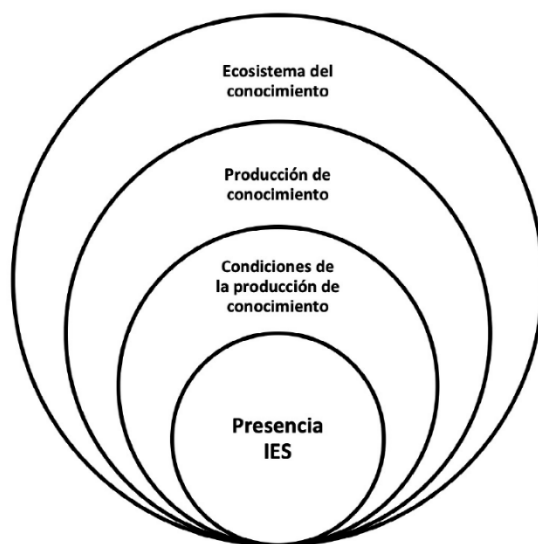 Ecosistema del
conocimiento
Producción de
conocimiento
Condiciones de
la producción de
conocimiento
Presencia
IES